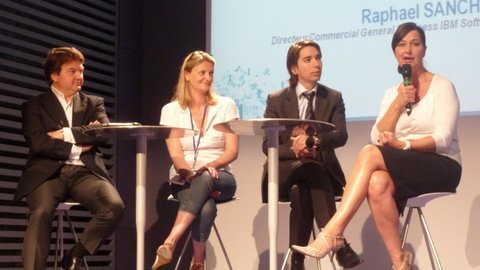 Raphael SANCH
Directeur Commercial General
ess IBM Soft